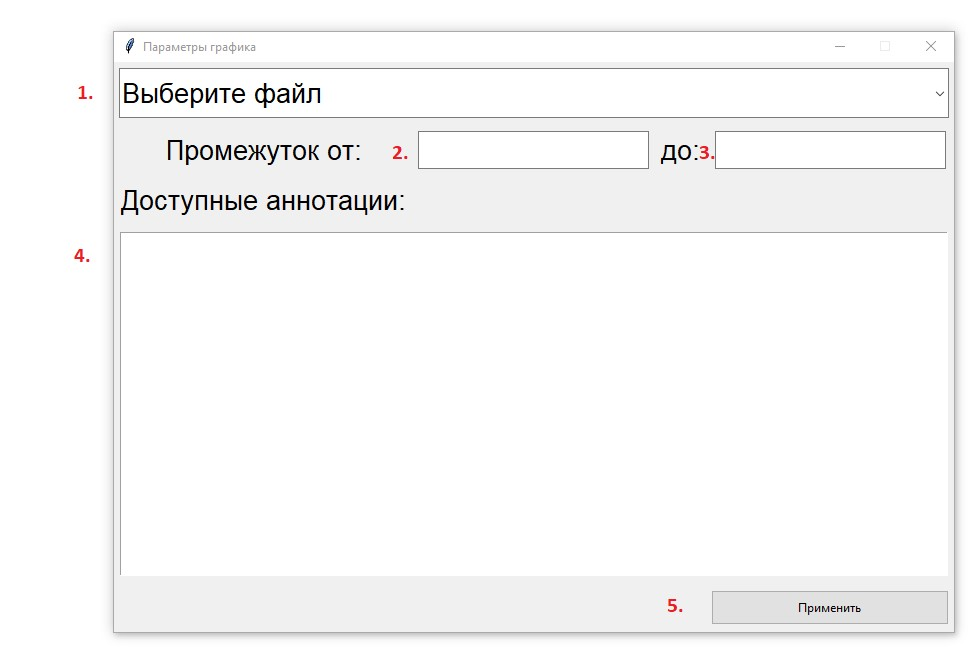 Параметры графика
1. Выберите файл
Промежуток от: 2. до: 3.
Доступные аннотации:
4.
5. Применить